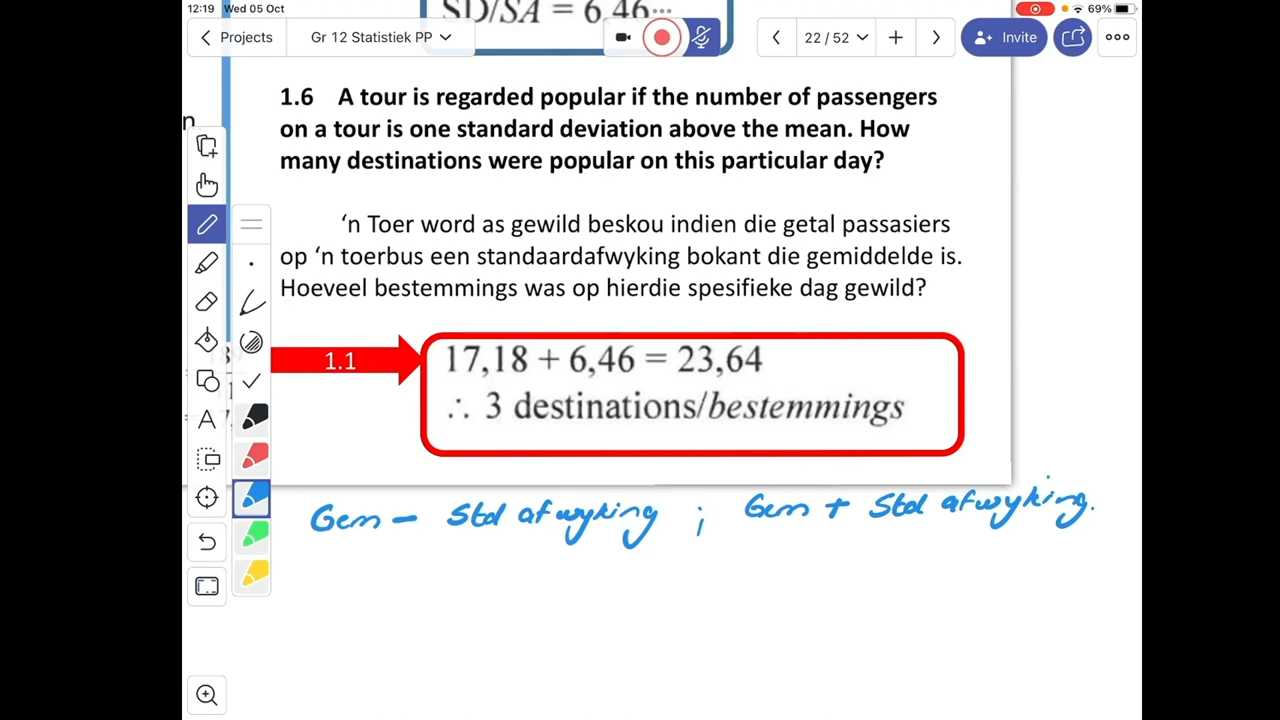 SD/SA = 6,46...
12:19 Wed 05 Oct
69%
Projects
Gr 12 Statistiek PP
22 / 52
Invite
n
1.6 A tour is regarded popular if the number of passengers
on a tour is one standard deviation above the mean. How
many destinations were popular on this particular day?
‘n Toer word as gewild beskou indien die getal passasiers
op ‘n toerbus een standaardafwyking bokant die gemiddelde is.
Hoeveel bestemmings was op hierdie spesifieke dag gewild?
1.1
17,18 + 6,46 = 23,64
∴ 3 destinations/bestemmings
Gem - Std afwyking ; Gem + Std afwyking.